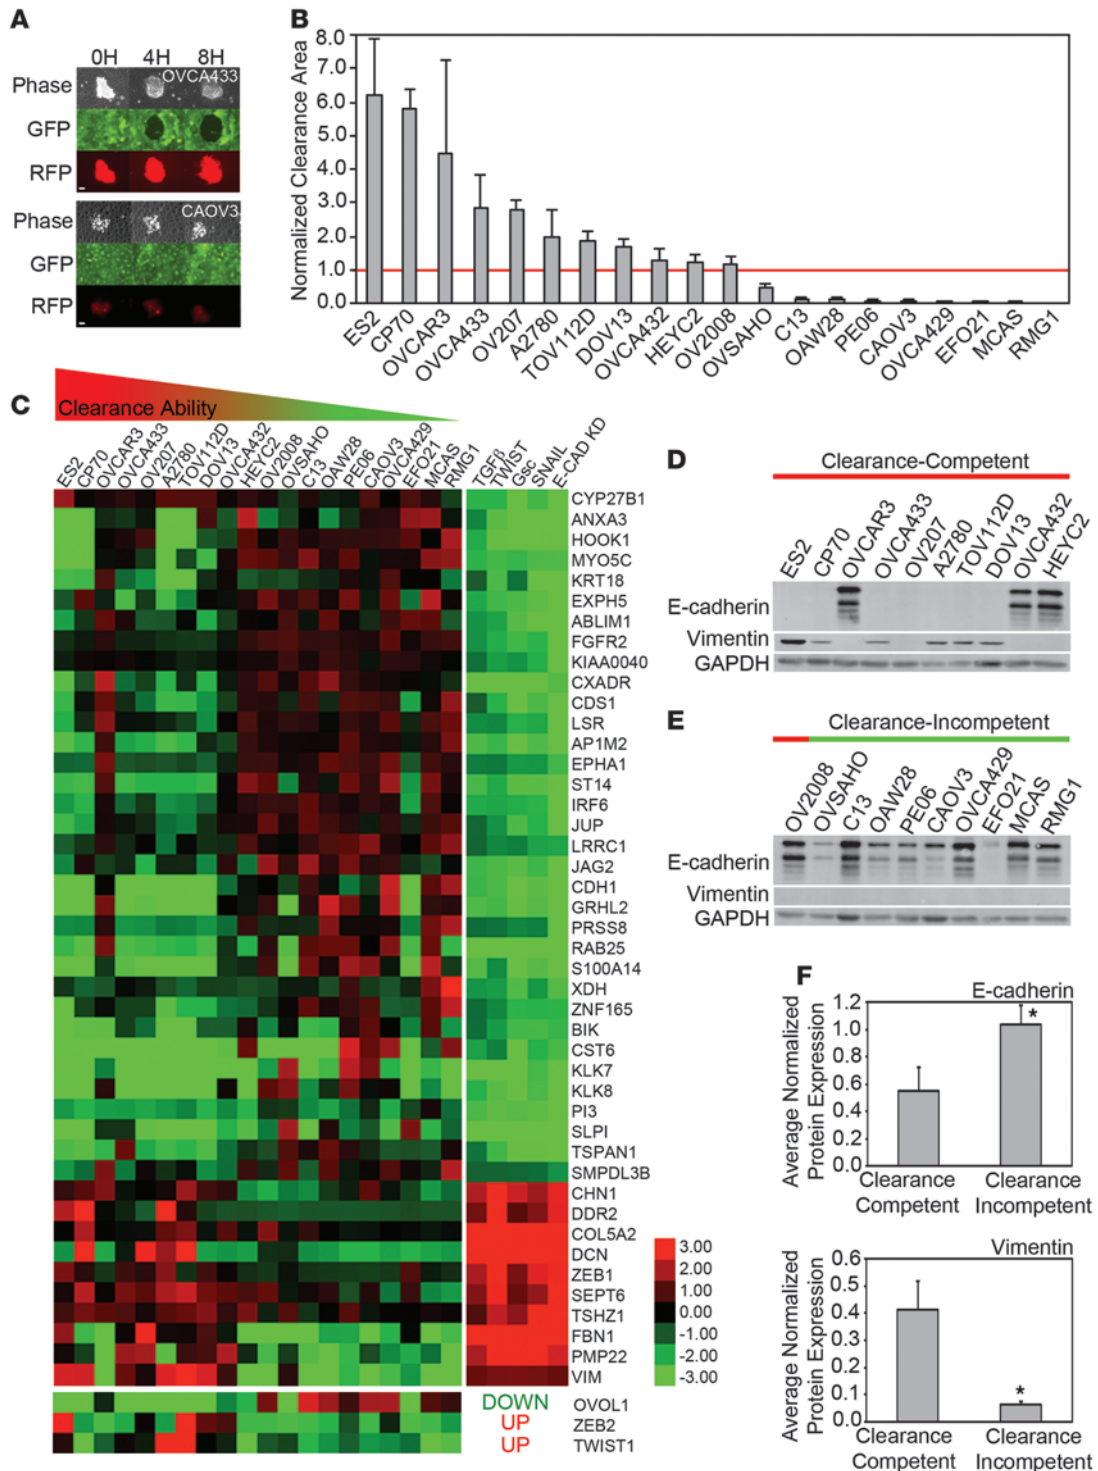 A
0H 4H 8H
Phase
OVCA433
GFP
RFP
Phase
CAOV3
GFP
RFP
B
Normalized Clearance Area
8.0
6.0
5.0
4.0
3.0
2.0
1.0
0.0
ES2
CP70
OVCAR3
OVCA433
OV207
A2780
TOV112D
DOV13
OVCA432
HEYC2
OV2008
OVSAHO
C13
OAW28
PE06
CAOV3
OVCA429
EFO21
MCAS
RMG1
C
Clearance Ability
ES2
CP70
OVCAR3
OVCA433
OV207
A2780
TOV112D
DOV13
OVCA432
HEYC2
OV2008
OVSAHO
C13
OAW28
PE06
CAOV3
OVCA429
EFO21
MCAS
RMG1
TGFβ
TWIST
Gsc
SNAIL
E-CAD KD
CYP27B1
ANXA3
HOOK1
MYO5C
KRT18
EXPH5
ABLIM1
FGFR2
KIAA0040
CXADR
CDS1
LSR
AP1M2
EPHA1
ST14
IRF6
JUP
LRRC1
JAG2
CDH1
GRHL2
PRSS8
RAB25
S100A14
XDH
ZNF165
BIK
CST6
KLK7
KLK8
PI3
SLPI
TSPAN1
SMPDL3B
CHN1
DDR2
COL5A2
DCN
ZEB1
SEPT6
TSHZ1
FBN1
PMP22
VIM
3.00
2.00
1.00
0.00
-1.00
-2.00
-3.00
DOWN OVOL1
UP ZEB2
UP TWIST1
D
Clearance-Competent
ES2
CP70
OVCAR3
OVCA433
OV207
A2780
TOV112D
DOV13
OVCA432
HEYC2
E-cadherin
Vimentin
GAPDH
E
Clearance-Incompetent
OV2008
OVSAHO
C13
OAW28
PE06
CAOV3
OVCA429
EFO21
MCAS
RMG1
E-cadherin
Vimentin
GAPDH
F
E-cadherin
Average Normalized
Protein Expression
1.2
1.0
0.8
0.6
0.4
0.2
0.0
*
Clearance Clearance
Competent Incompetent
Vimentin
Average Normalized
Protein Expression
0.6
0.5
0.4
0.3
0.2
0.1
0.0
*
Clearance Clearance
Competent Incompetent